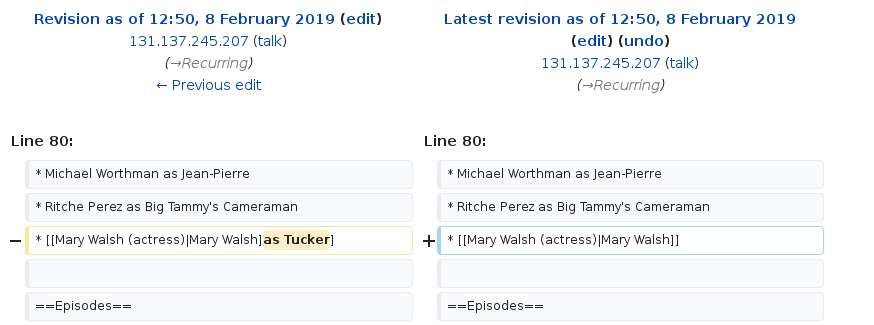 Revision as of 12:50, 8 February 2019 (edit)
131.137.245.207 (talk)
(→Recurring)
← Previous edit
Latest revision as of 12:50, 8 February 2019
(edit) (undo)
131.137.245.207 (talk)
(→Recurring)
Line 80:
Line 80:
* Michael Worthman as Jean-Pierre
* Michael Worthman as Jean-Pierre
* Ritche Perez as Big Tammy's Cameraman
* Ritche Perez as Big Tammy's Cameraman
− * [[Mary Walsh (actress)|Mary Walsh]as Tucker]
+ * [[Mary Walsh (actress)|Mary Walsh]]
==Episodes==
==Episodes==